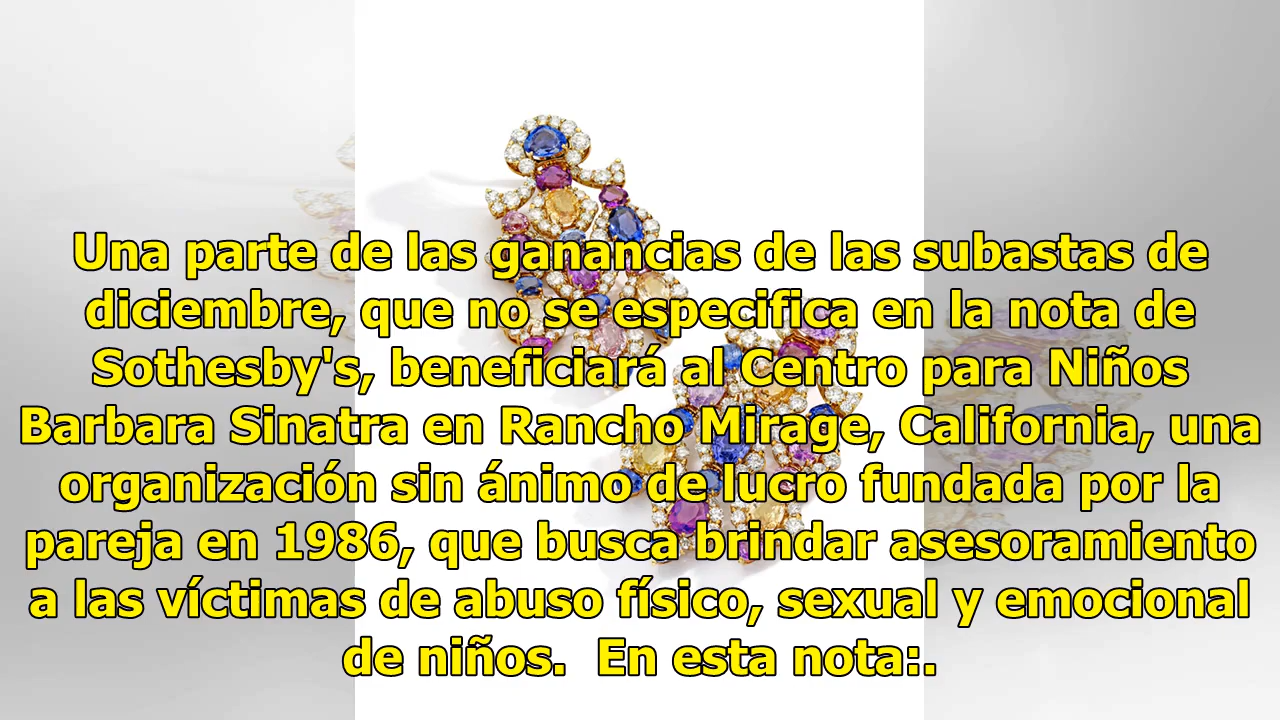 Una parte de las ganancias de las subastas de
diciembre, que no se especifica en la nota de
Sothesby's, beneficiará al Centro para Niños
Barbara Sinatra en Rancho Mirage, California, una
organización sin ánimo de lucro fundada por la
pareja en 1986, que busca brindar asesoramiento
a las víctimas de abuso físico, sexual y emocional
de niños.  En esta nota:.